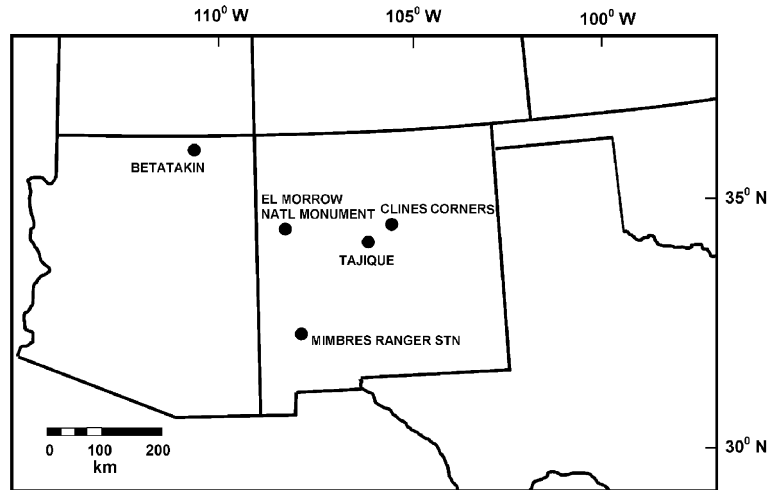 110⁰ W
105⁰ W
100⁰ W
BETATAKIN
EL MORROW
NATL MONUMENT
CLINES CORNERS
35⁰ N
TAJIQUE
MIMBRES RANGER STN
0 100 200
km
30⁰ N